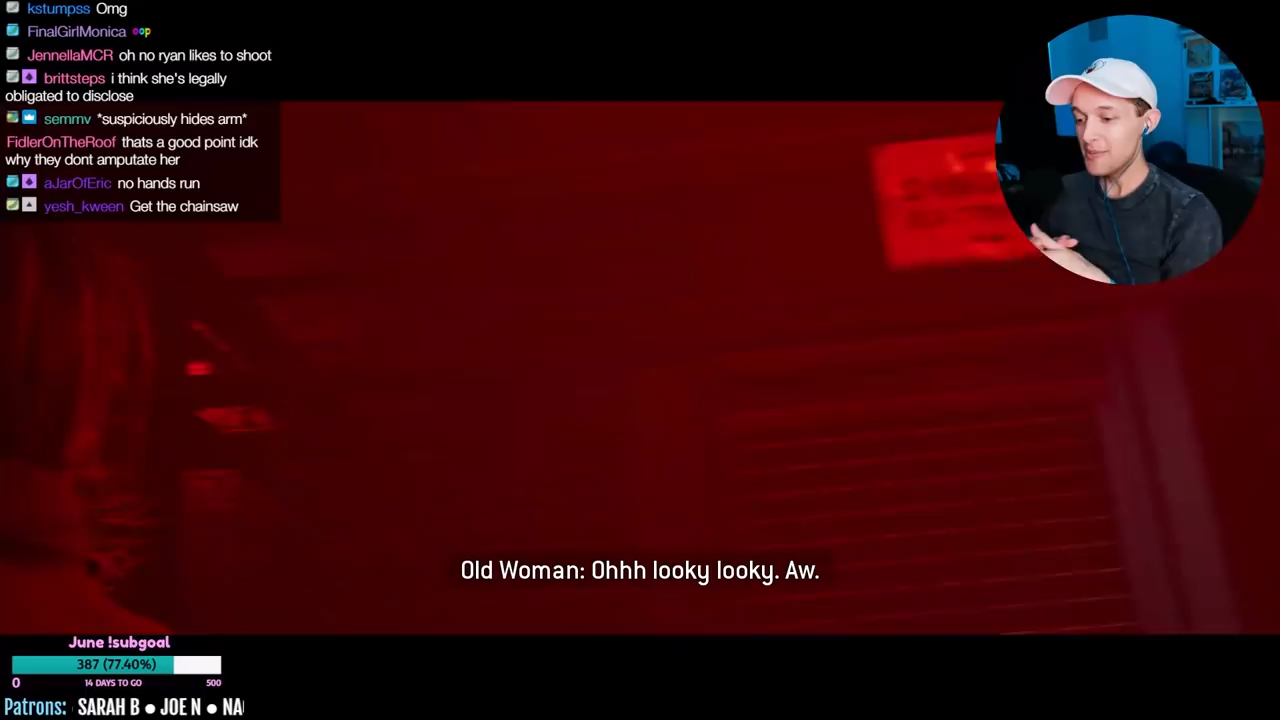 kstumpss Omg
FinalGirlMonica
JennellaMCR oh no ryan likes to shoot
brittsteps i think she's legally
obligated to disclose
semmv *suspiciously hides arm*
FidlerOnTheRoof thats a good point idk
why they dont amputate her
aJarOfEric no hands run
yesh_kween Get the chainsaw
Old Woman: Ohhh looky looky. Aw.
June !subgoal
387 (77.40%)
0 14 DAYS TO GO 500
Patrons: SARAH B ● JOE N ● NA